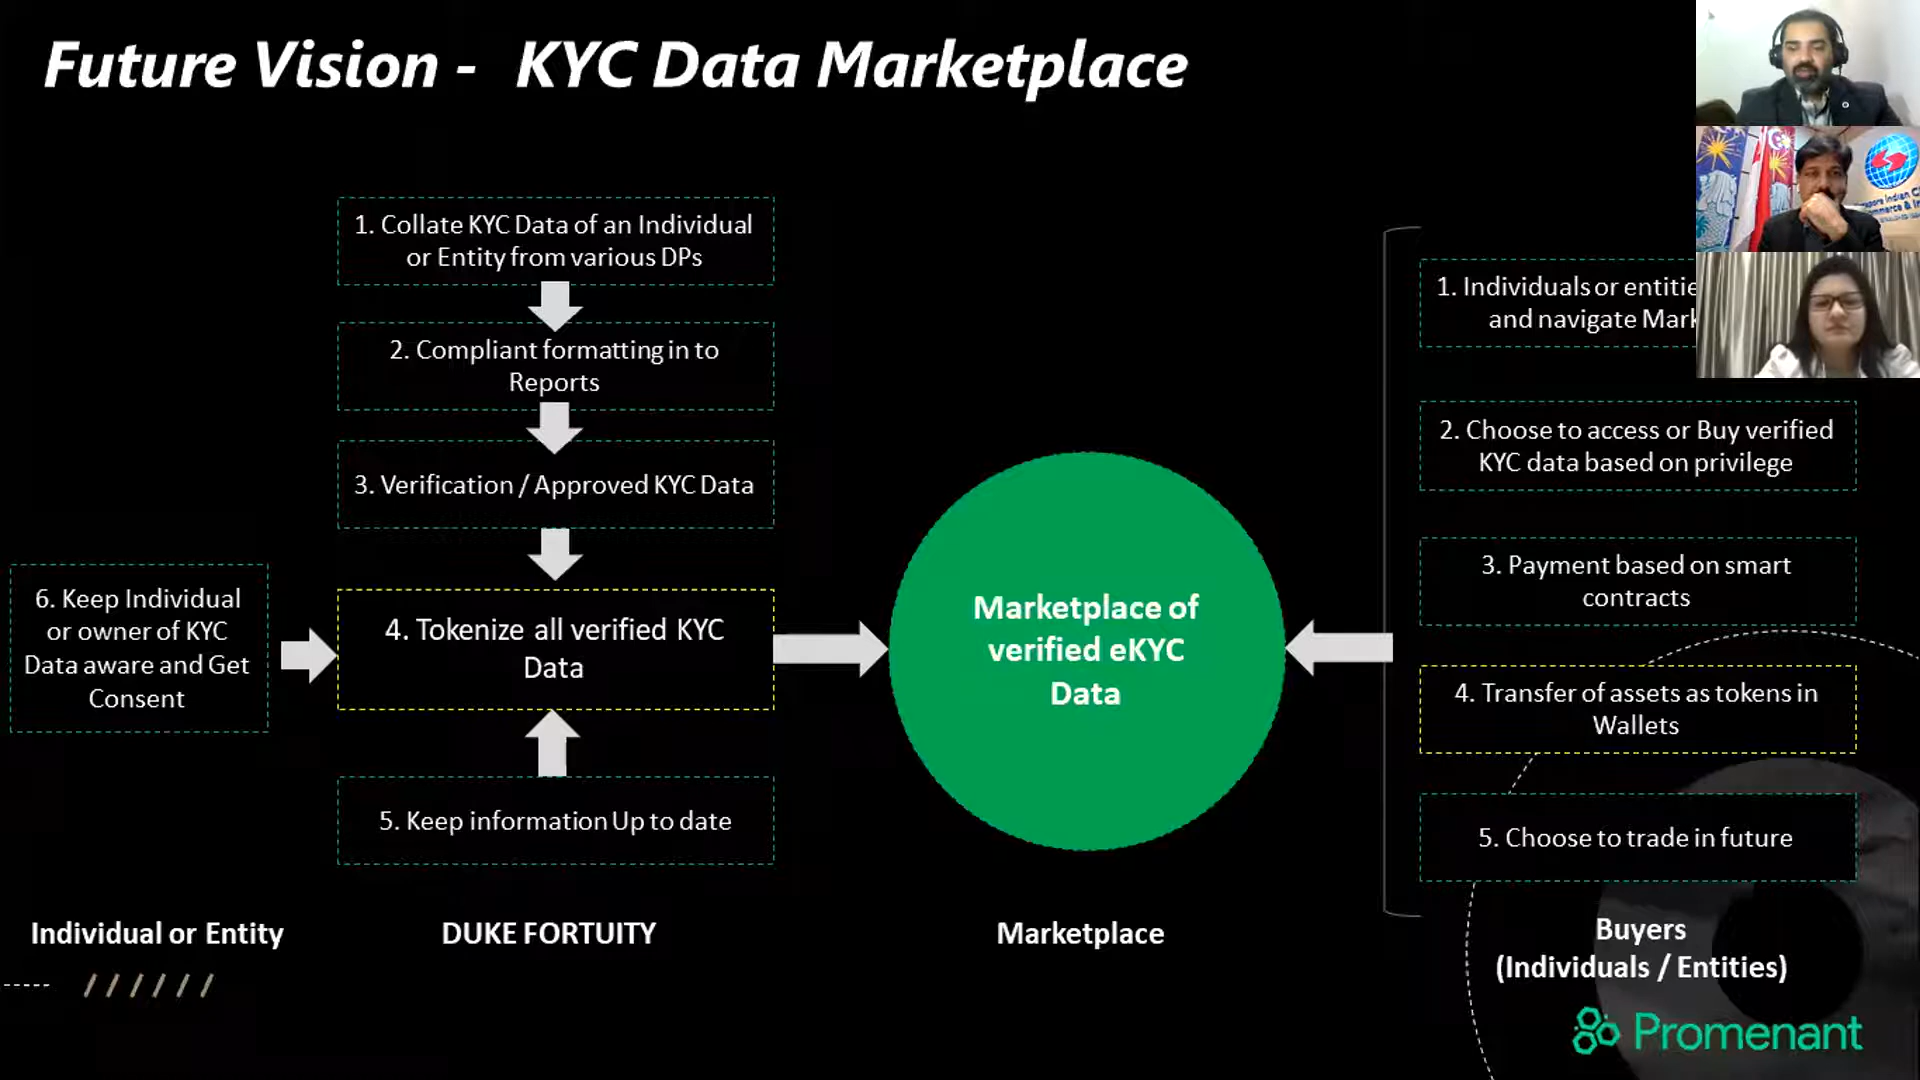 Future Vision - KYC Data Marketplace
1. Collate KYC Data of an Individual
or Entity from various DPs
2. Compliant formatting in to
Reports
3. Verification / Approved KYC Data
4. Tokenize all verified KYC
Data
5. Keep information Up to date
6. Keep Individual
or owner of KYC
Data aware and Get
Consent
Marketplace of
verified eKYC
Data
1. Individuals or
and navigate
2. Choose to access or Buy verified
KYC data based on privilege
3. Payment based on smart
contracts
4. Transfer of assets as tokens in
Wallets
5. Choose to trade in future
Individual or Entity
DUKE FORTUITY
Marketplace
Buyers
(Individuals / Entities)
Promenant
Indian